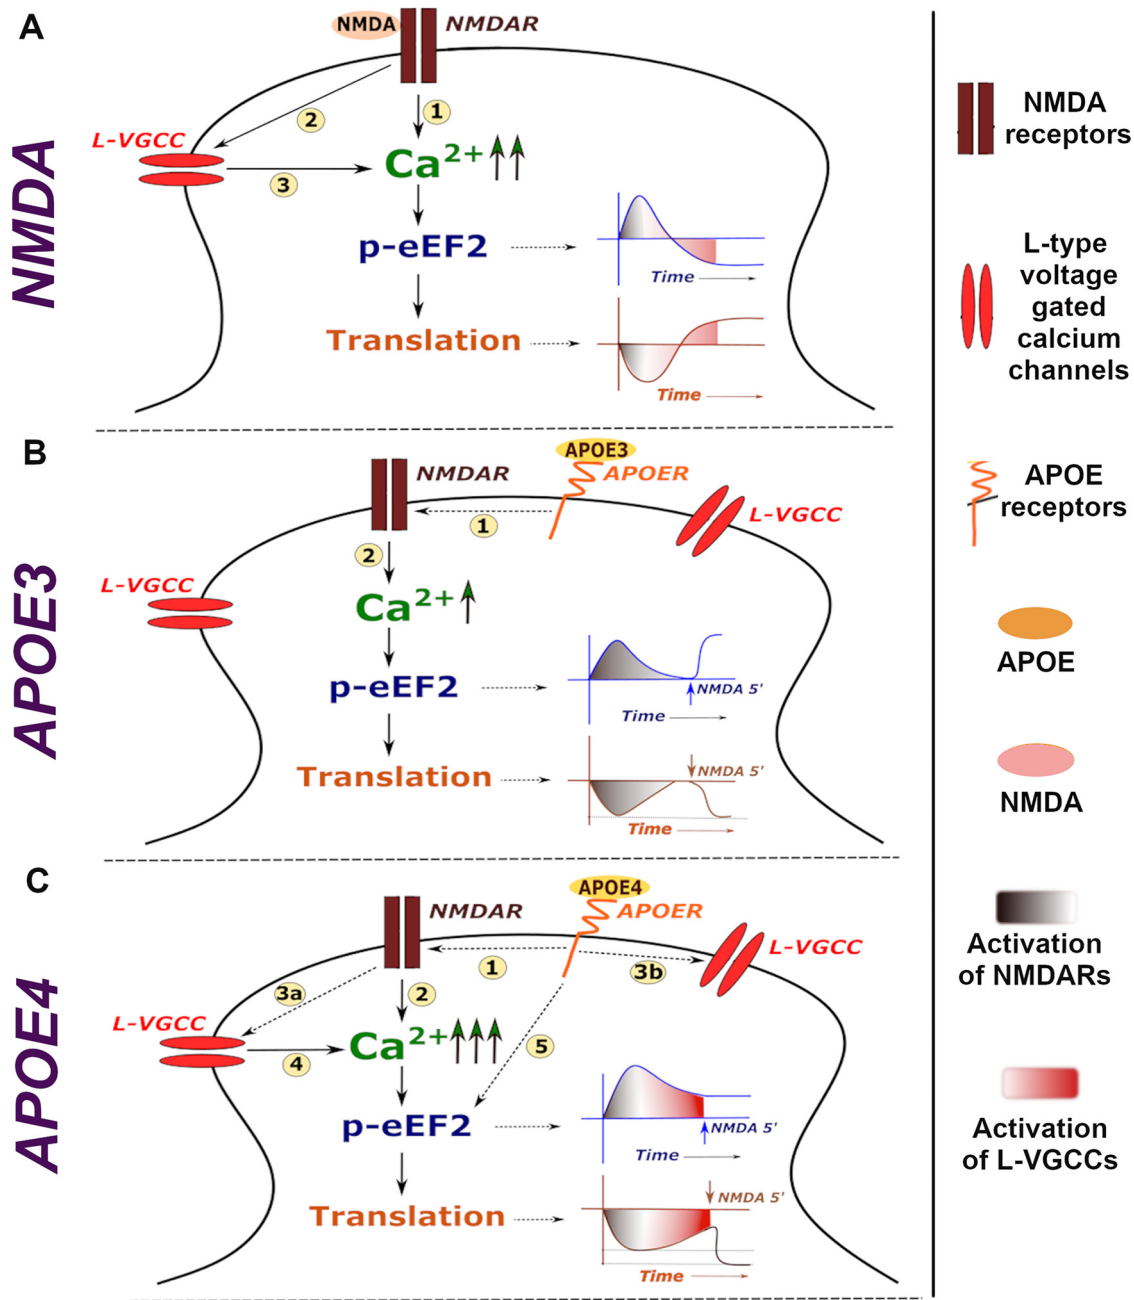 A
NMDA
NMDA
NMDAR
1
2
L-VGCC
3
Ca2+
p-eEF2
Time
Translation
Time
B
APOE3
APOE3
APOER
NMDAR
1
L-VGCC
2
L-VGCC
Ca2+
p-eEF2
NMDA 5'
Time
Translation
NMDA 5'
Time
C
APOE4
APOE4
APOER
NMDAR
L-VGCC
1
3b
3a
2
L-VGCC
Ca2+
4
5
p-eEF2
NMDA 5'
Time
Translation
NMDA 5'
Time
NMDA
receptors
L-type
voltage
gated
calcium
channels
APOE
receptors
APOE
NMDA
Activation
of NMDARs
Activation
of L-VGCCs